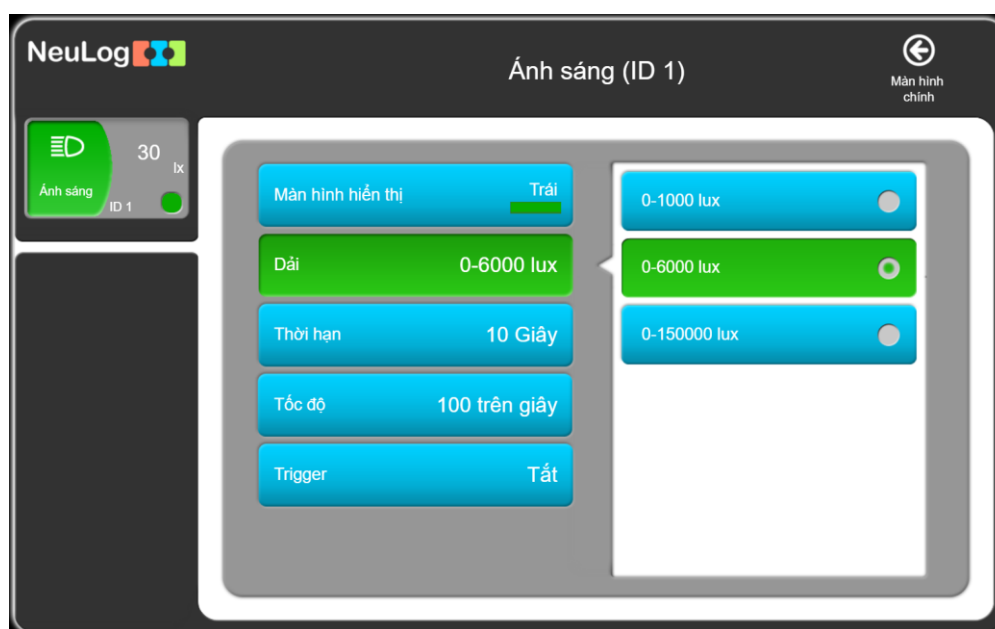 NeuLog
Ánh sáng (ID 1)
Màn hình
chính
30
lx
Ánh sáng
ID 1
Màn hình hiển thị Trái
Dải 0-6000 lux
Thời hạn 10 Giây
Tốc độ 100 trên giây
Trigger Tắt
0-1000 lux
0-6000 lux
0-150000 lux